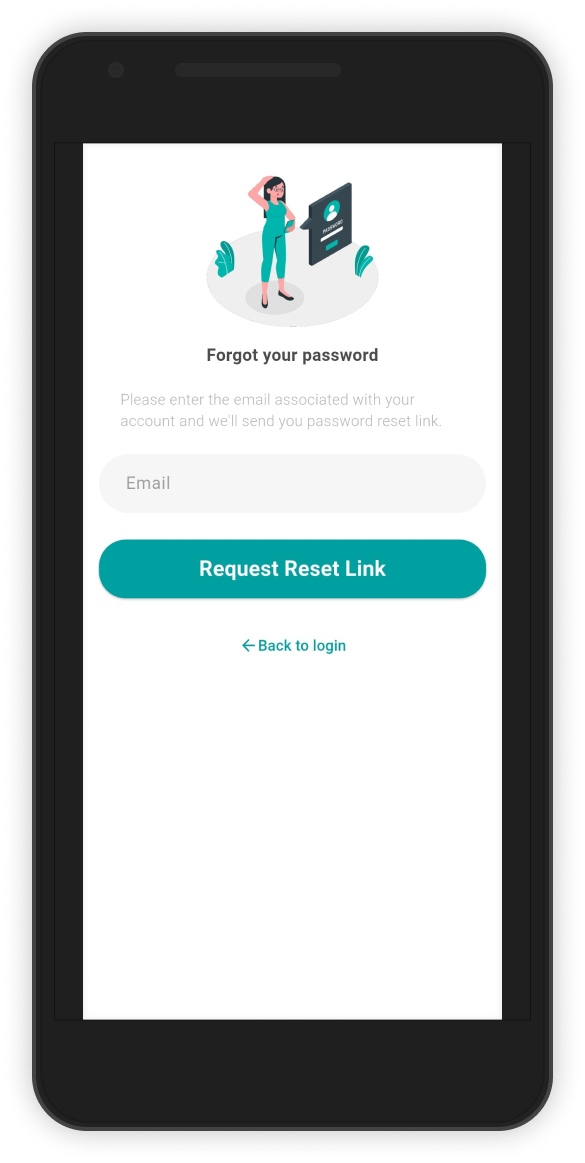 PASSWORD
Forgot your password
Please enter the email associated with your
account and we'll send you password reset link.
Email
Request Reset Link
Back to login